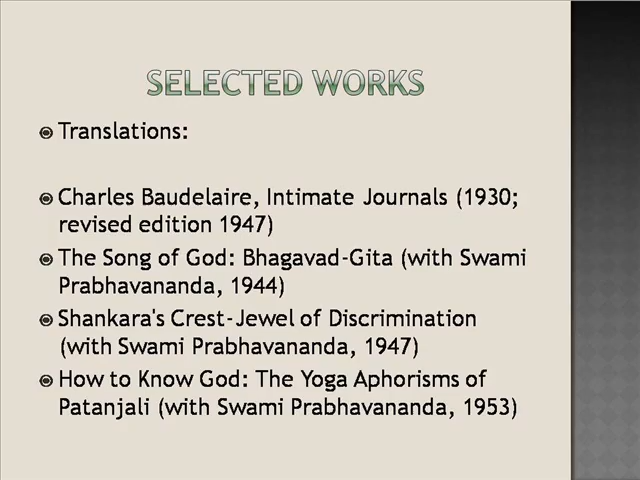 SELECTED WORKS
Translations:
Charles Baudelaire, Intimate Journals (1930;
revised edition 1947)
The Song of God: Bhagavad-Gita (with Swami
Prabhavananda, 1944)
Shankara's Crest-Jewel of Discrimination
(with Swami Prabhavananda, 1947)
How to Know God: The Yoga Aphorisms of
Patanjali (with Swami Prabhavananda, 1953)